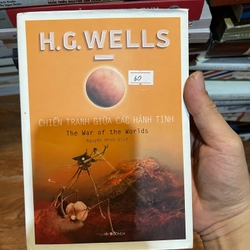 H.G.WELLS
60
CHIẾN TRANH GIỮA CÁC HÀNH TINH
The War of the Worlds